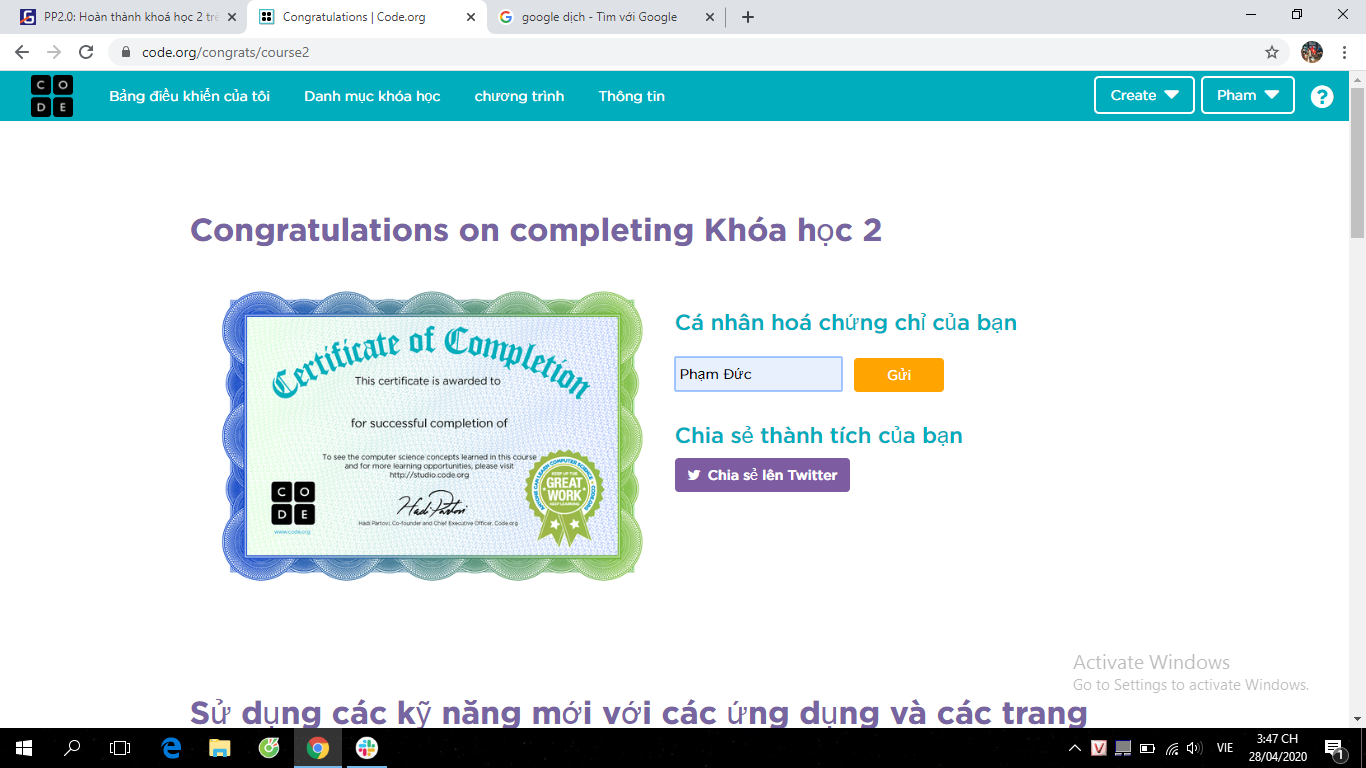 PP2.0: Hoàn thành khoá học 2 trê
Congratulations | Code.org
google dịch - Tìm với Google
code.org/congrats/course2
C O D E
Bảng điều khiển của tôi
Danh mục khóa học
chương trình
Thông tin
Create
Pham
?
Congratulations on completing Khóa học 2
Certificate of Completion
This certificate is awarded to
for successful completion of
To see the computer science concepts learned in this course
and for more learning opportunities, please visit
http://studio.code.org
C O
D E
www.code.org
Hadi Partovi
Hadi Partovi, Co-founder and Chief Executive Officer, Code.org
ANYONE CAN LEARN COMPUTER SCIENCE
KEEP UP THE
GREAT
WORK
KEEP LEARNING
CODE.ORG
Cá nhân hoá chứng chỉ của bạn
Phạm Đức
Gửi
Chia sẻ thành tích của bạn
Chia sẻ lên Twitter
Activate Windows
Go to Settings to activate Windows.
Sử dụng các kỹ năng mới với các ứng dụng và các trang
VIE
3:47 CH
28/04/2020
1